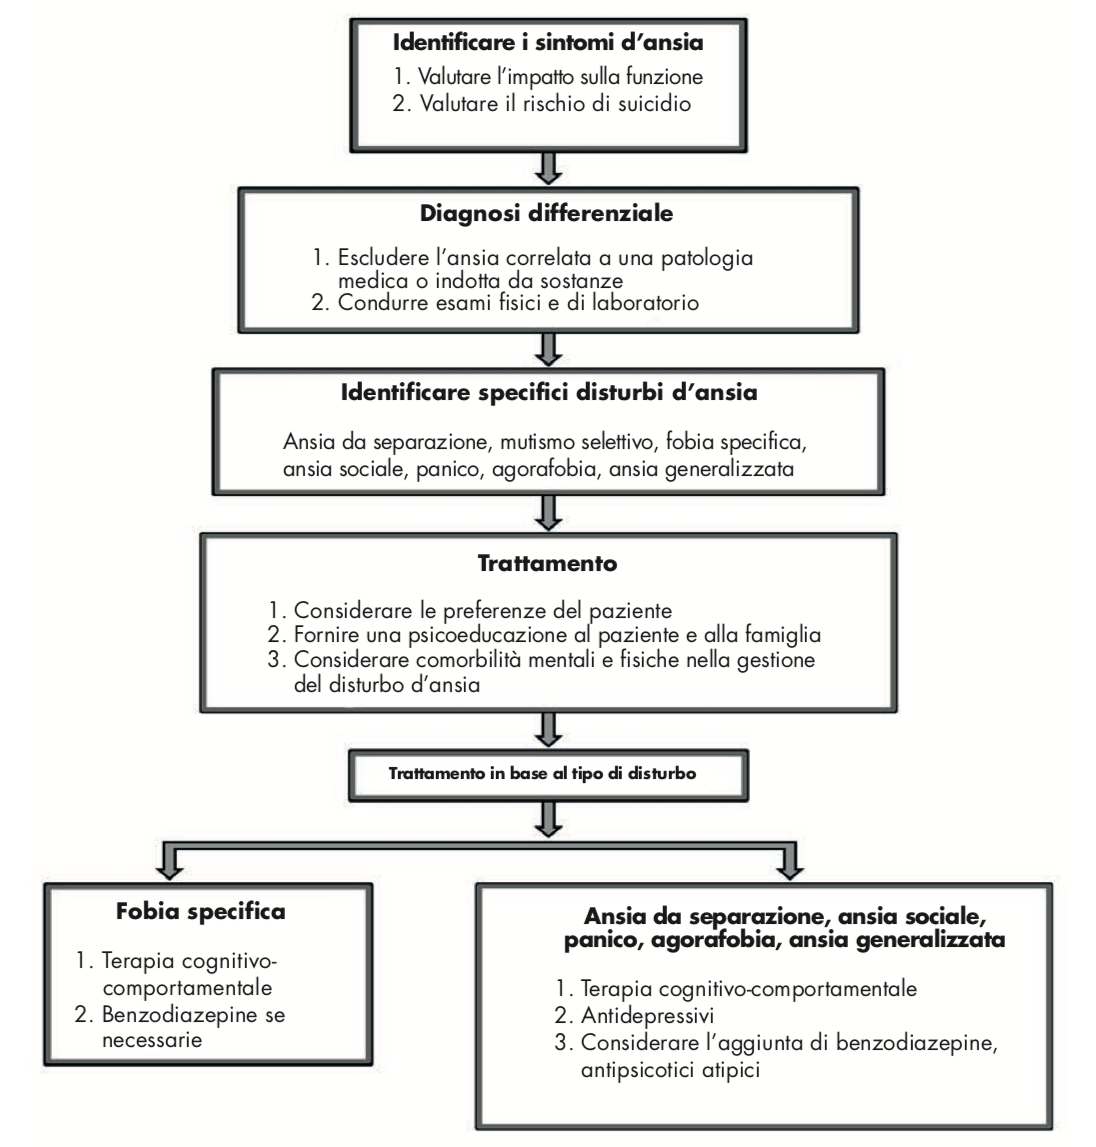 Identificare i sintomi d’ansia
1. Valutare l’impatto sulla funzione
2. Valutare il rischio di suicidio
Diagnosi differenziale
1. Escludere l’ansia correlata a una patologia
medica o indotta da sostanze
2. Condurre esami fisici e di laboratorio
Identificare specifici disturbi d’ansia
Ansia da separazione, mutismo selettivo, fobia specifica,
ansia sociale, panico, agorafobia, ansia generalizzata
Trattamento
1. Considerare le preferenze del paziente
2. Fornire una psicoeducazione al paziente e alla famiglia
3. Considerare comorbilità mentali e fisiche nella gestione
del disturbo d’ansia
Trattamento in base al tipo di disturbo
Fobia specifica
1. Terapia cognitivo-
comportamentale
2. Benzodiazepine se
necessarie
Ansia da separazione, ansia sociale,
panico, agorafobia, ansia generalizzata
1. Terapia cognitivo-comportamentale
2. Antidepressivi
3. Considerare l’aggiunta di benzodiazepine,
antipsicotici atipici